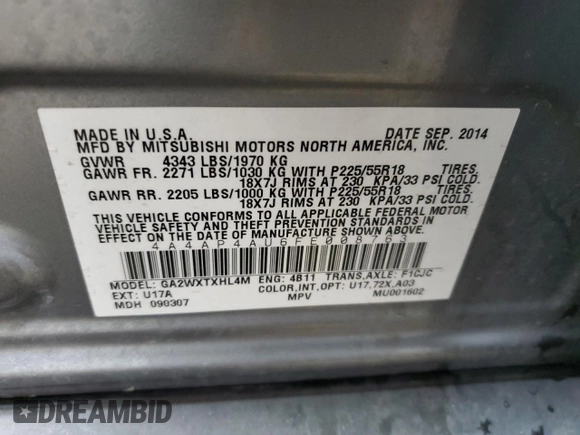 MADE IN U.S.A. DATE SEP. 2014
MFD BY MITSUBISHI MOTORS NORTH AMERICA, INC.
GVWR 4343 LBS/1970 KG
GAWR FR. 2271 LBS/1030 KG WITH P225/55R18 TIRES.
18X7J RIMS AT 230 KPA/33 PSI COLD.
GAWR RR. 2205 LBS/1000 KG WITH P225/55R18 TIRES.
18X7J RIMS AT 230 KPA/33 PSI COLD.
THIS VEHICLE CONFORMS TO ALL APPLICABLE FEDERAL MOTOR
VEHICLE SAFETY AND THEFT PREVENTION STANDARDS IN
EFFECT ON THE DATE OF MANUFACTURE SHOWN ABOVE.
4A4AP4AU6FE008763
MODEL: GA2WXTXHL4M ENG: 4B11 TRANS,AXLE: F1CJC
EXT: U17A COLOR,INT,OPT: U17,72X,A03
MDH 090307 MPV MU001602
DREAMBID